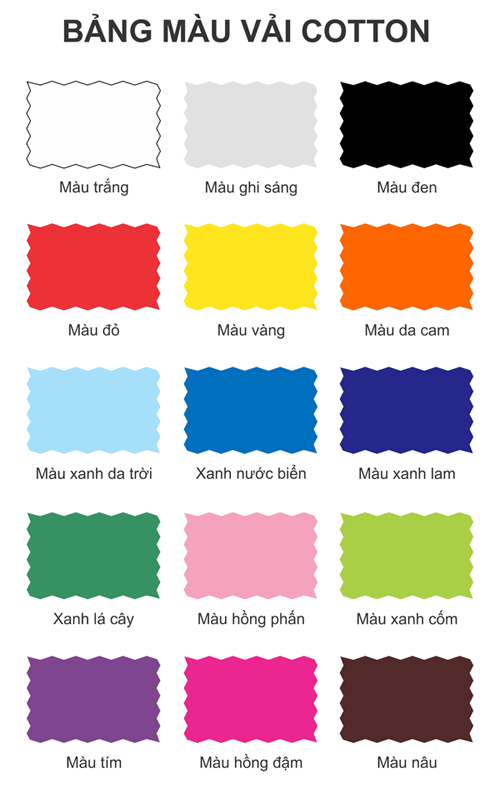 BẢNG MÀU VẢI COTTON
Màu trắng
Màu ghi sáng
Màu đen
Màu đỏ
Màu vàng
Màu da cam
Màu xanh da trời
Xanh nước biển
Màu xanh lam
Xanh lá cây
Màu hồng phấn
Màu xanh cốm
Màu tím
Màu hồng đậm
Màu nâu